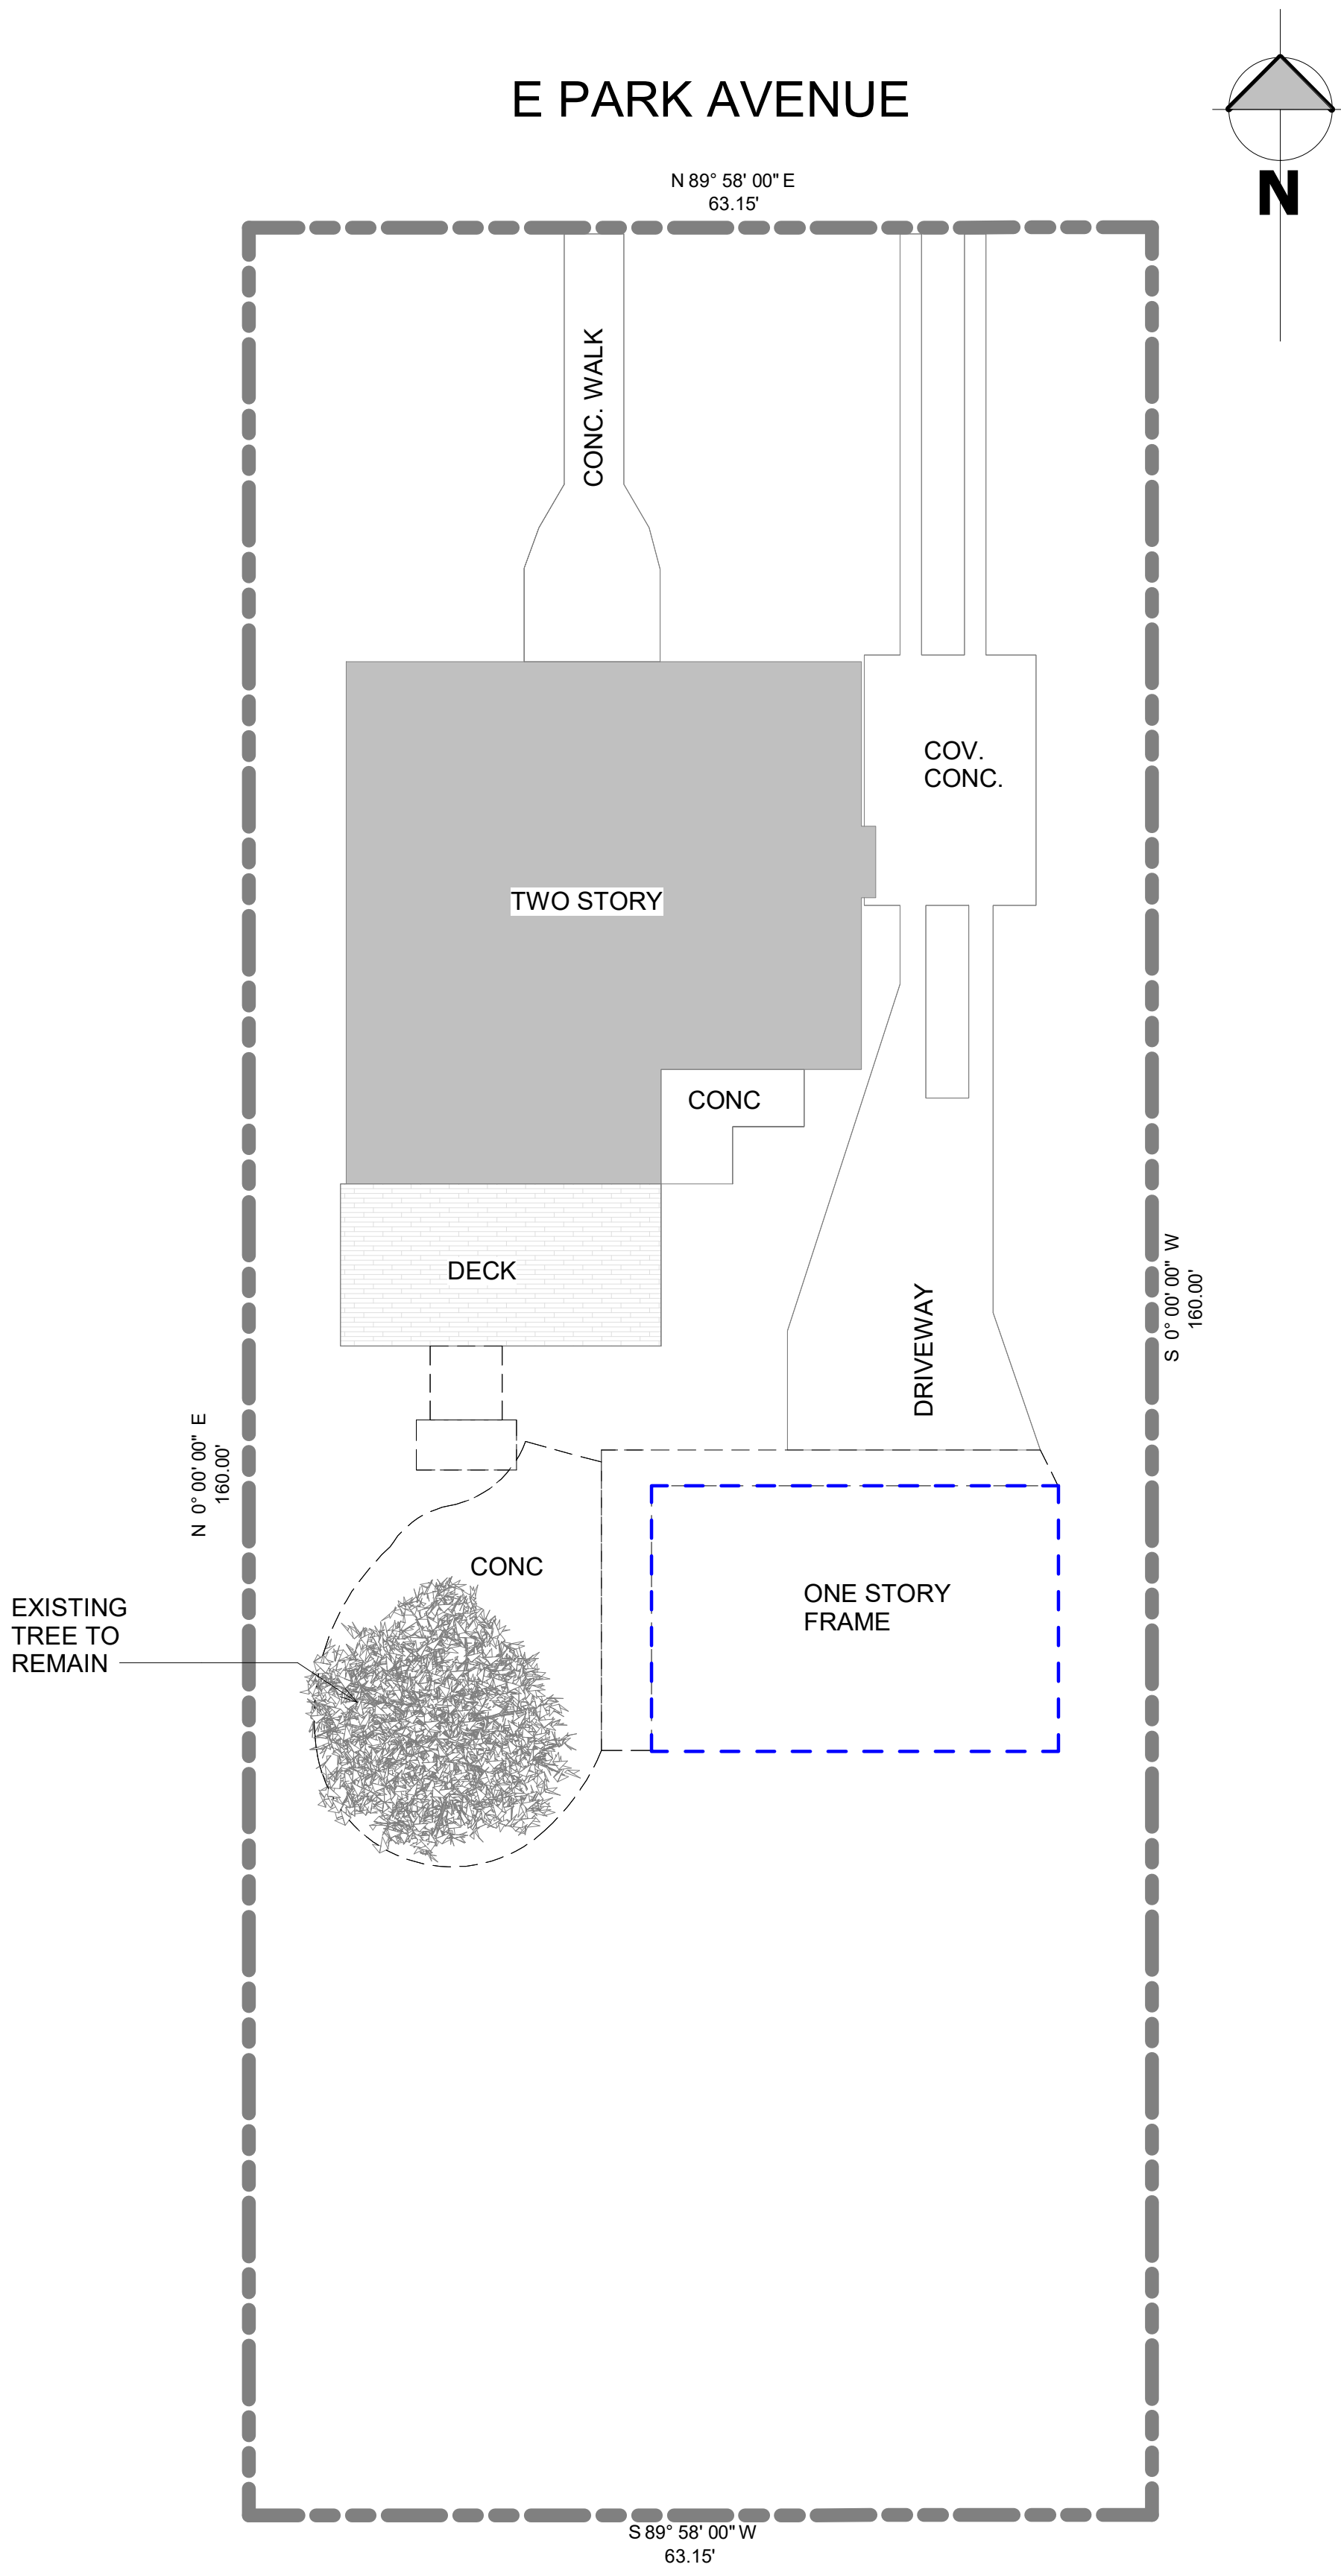 E PARK AVENUE
N
N 89° 58' 00" E
63.15'
CONC. WALK
COV.
CONC.
TWO STORY
CONC
DECK
DRIVEWAY
S 0° 00' 00" W
160.00'
N 0° 00' 00" E
160.00'
CONC
ONE STORY
FRAME
EXISTING
TREE TO
REMAIN
S 89° 58' 00" W
63.15'